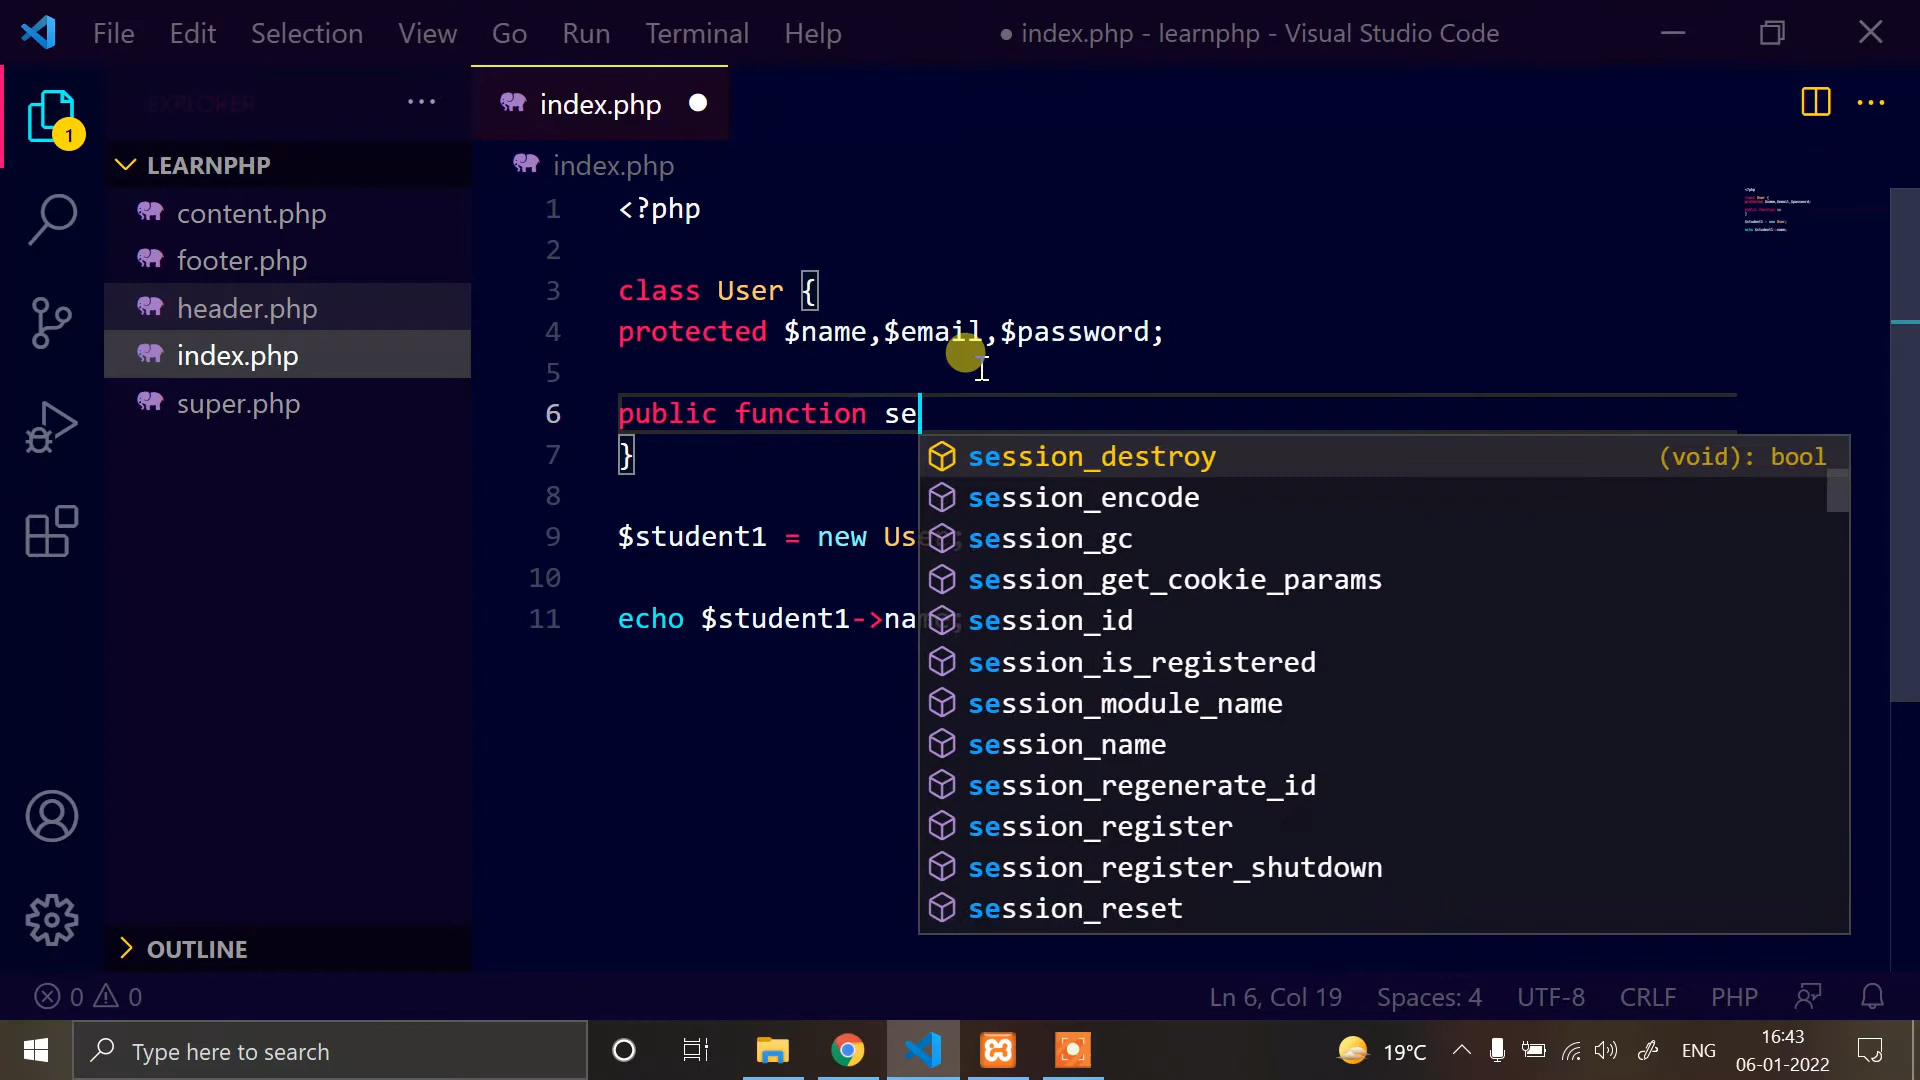 File Edit Selection View Go Run Terminal Help
● index.php - learnphp - Visual Studio Code
EXPLORER
index.php
1
LEARNPHP
content.php
footer.php
header.php
index.php
super.php
OUTLINE
index.php
1 <?php
2
3 class User {
4 protected $name,$email,$password;
5
6 public function se
7 }
8
9 $student1 = new User;
10
11 echo $student1->name;
session_destroy (void): bool
session_encode
session_gc
session_get_cookie_params
session_id
session_is_registered
session_module_name
session_name
session_regenerate_id
session_register
session_register_shutdown
session_reset
0 0 Ln 6, Col 19 Spaces: 4 UTF-8 CRLF PHP
Type here to search
19°C ENG
16:43
06-01-2022